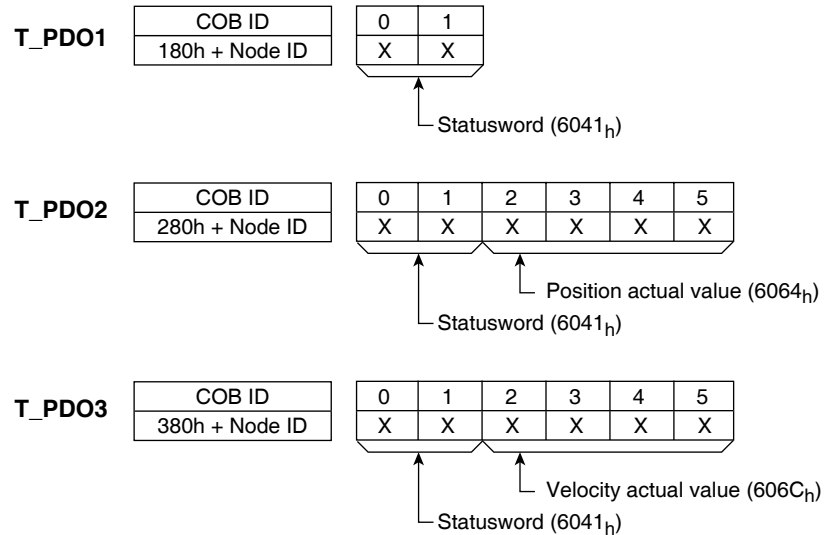 T_PDO1
COB ID
180h + Node ID
0 1
X X
Statusword (6041h)
T_PDO2
COB ID
280h + Node ID
0 1 2 3 4 5
X X X X X X
Position actual value (6064h)
Statusword (6041h)
T_PDO3
COB ID
380h + Node ID
0 1 2 3 4 5
X X X X X X
Velocity actual value (606Ch)
Statusword (6041h)